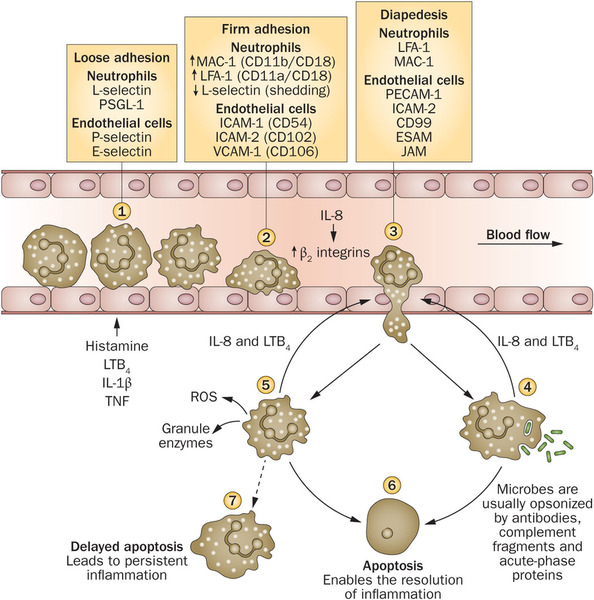 Loose adhesion
Neutrophils
L-selectin
PSGL-1
Endothelial cells
P-selectin
E-selectin
Firm adhesion
Neutrophils
↑MAC-1 (CD11b/CD18)
↑LFA-1 (CD11a/CD18)
↓L-selectin (shedding)
Endothelial cells
ICAM-1 (CD54)
ICAM-2 (CD102)
VCAM-1 (CD106)
Diapedesis
Neutrophils
LFA-1
MAC-1
Endothelial cells
PECAM-1
ICAM-2
CD99
ESAM
JAM
1
2
IL-8
↑β₂ integrins
3
Blood flow
Histamine
LTB₄
IL-1β
TNF
IL-8 and LTB₄
IL-8 and LTB₄
5
ROS
Granule
enzymes
4
Microbes are
usually opsonized
by antibodies,
complement
fragments and
acute-phase
proteins
7
Delayed apoptosis
Leads to persistent
inflammation
6
Apoptosis
Enables the resolution
of inflammation